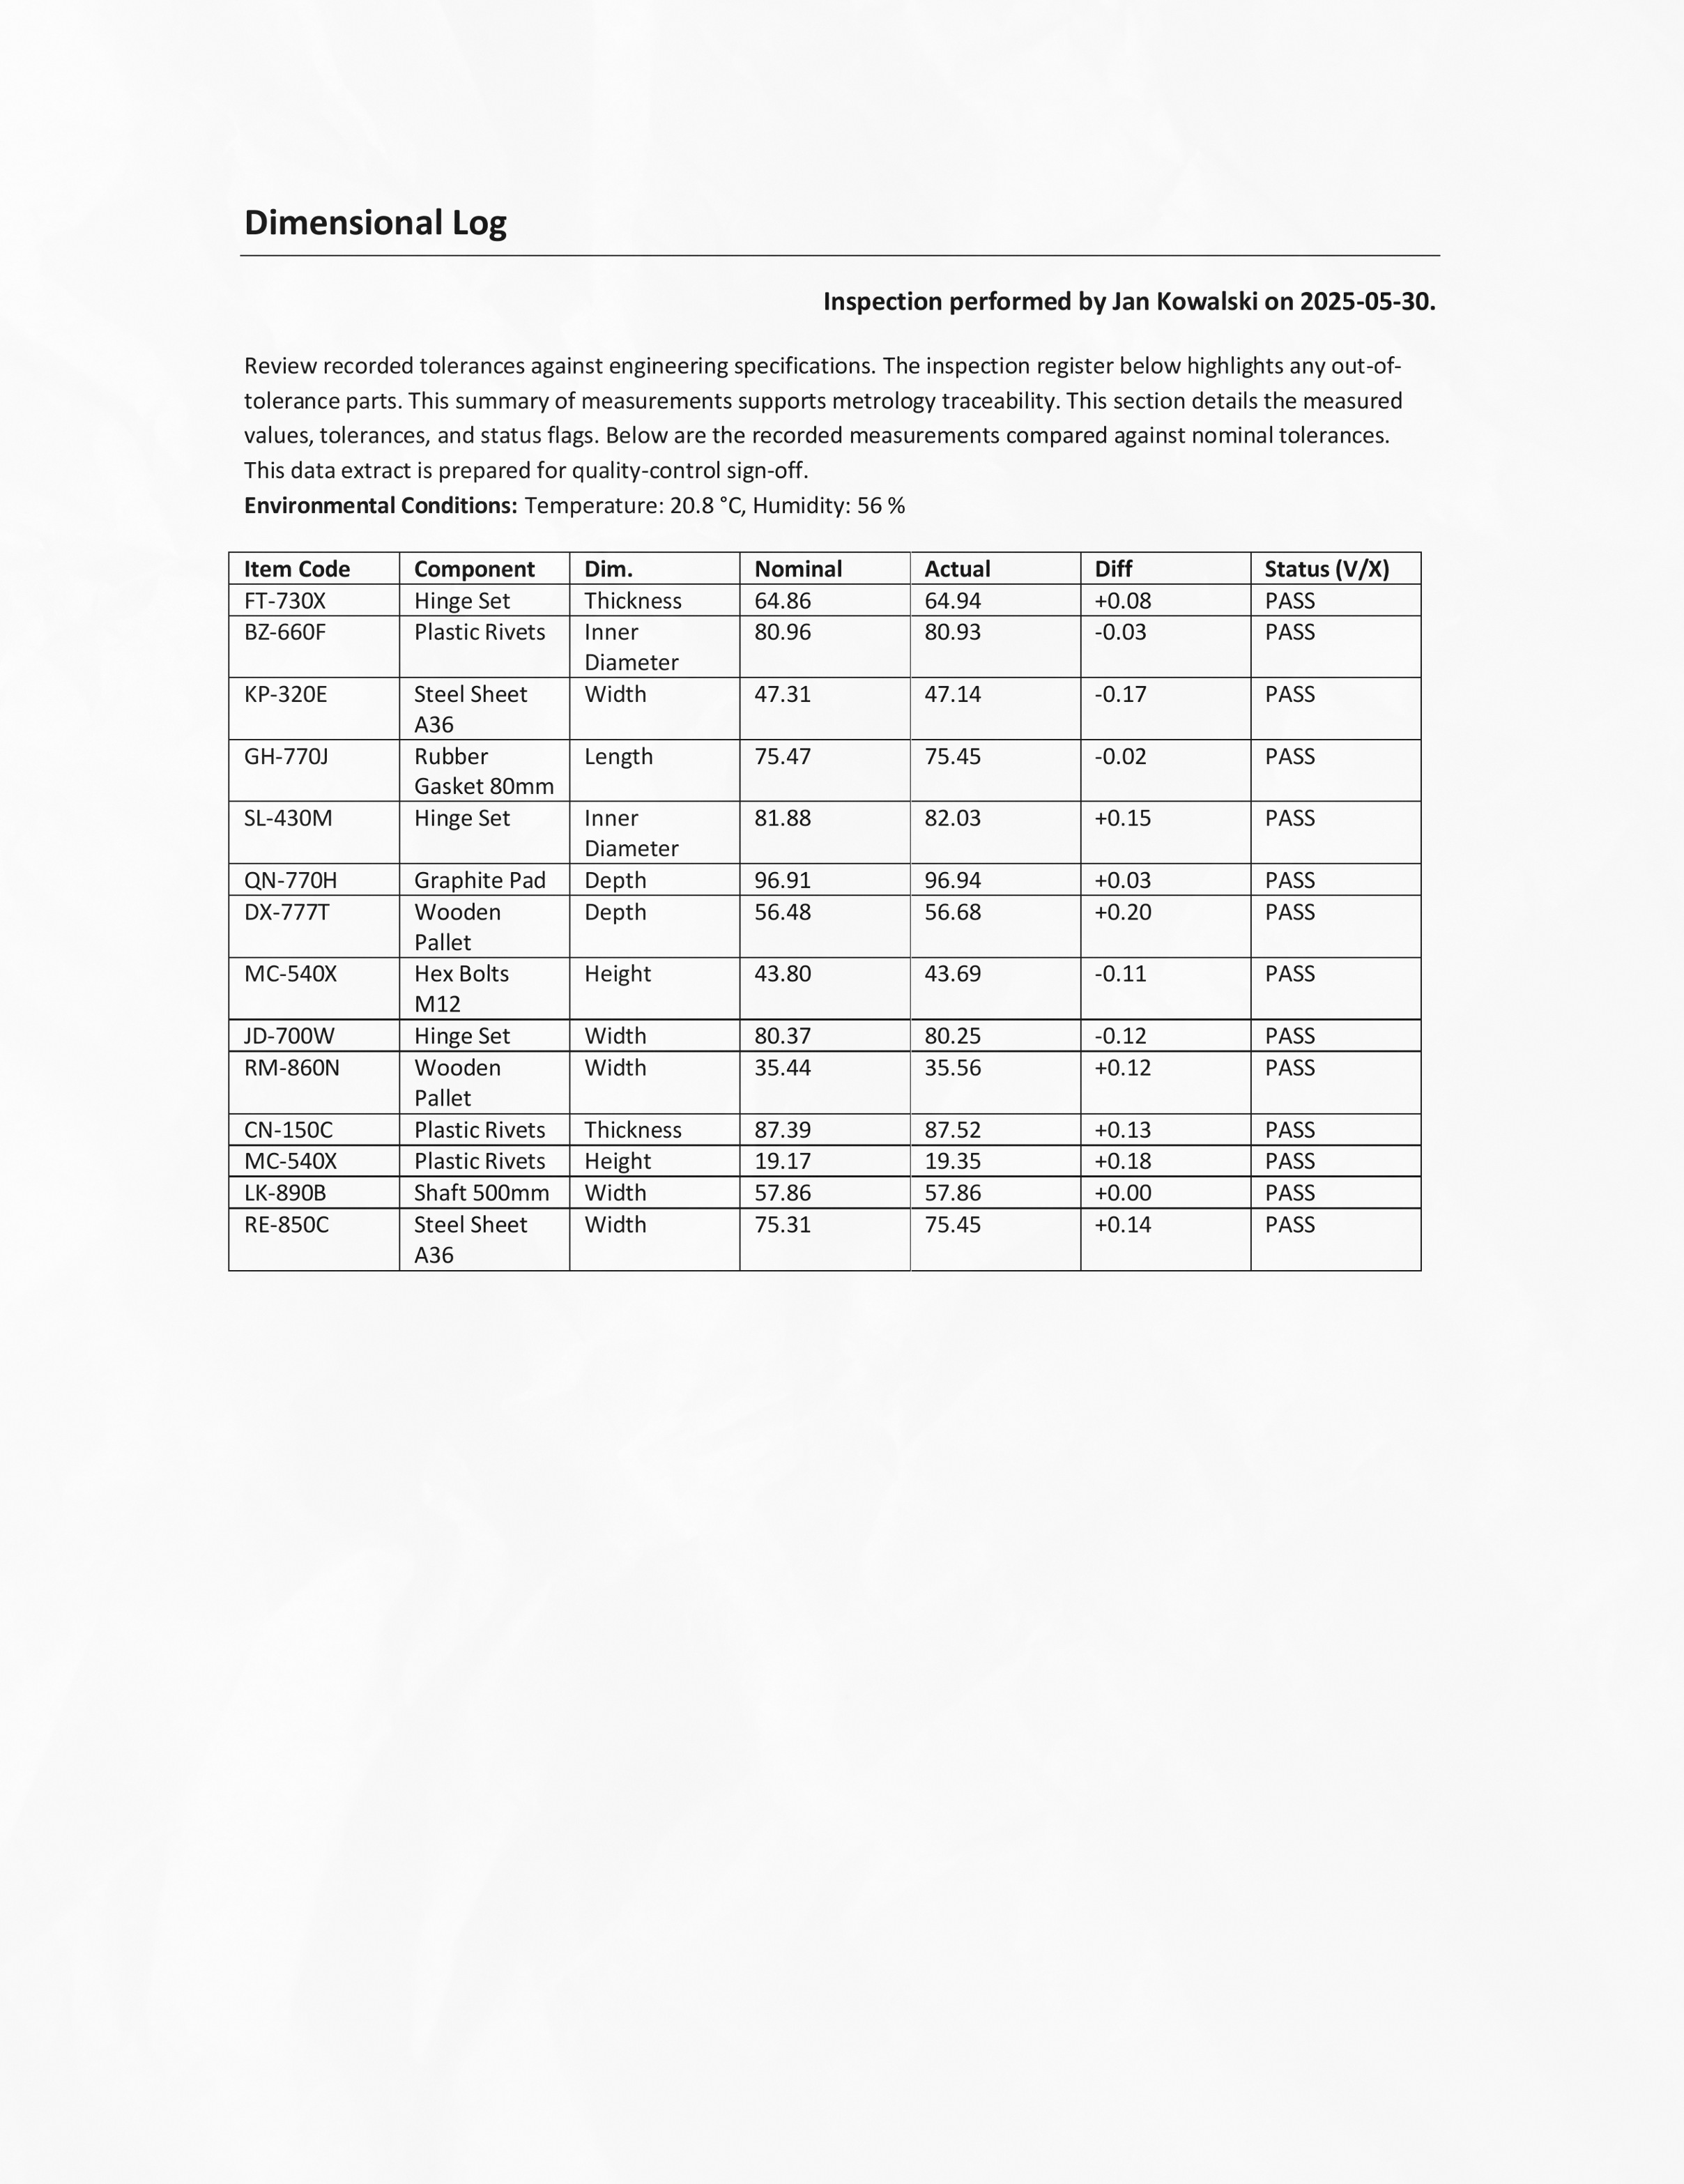 Dimensional Log
Inspection performed by Jan Kowalski on 2025-05-30.
Review recorded tolerances against engineering specifications. The inspection register below highlights any out-of-
tolerance parts. This summary of measurements supports metrology traceability. This section details the measured
values, tolerances, and status flags. Below are the recorded measurements compared against nominal tolerances.
This data extract is prepared for quality-control sign-off.
Environmental Conditions: Temperature: 20.8 °C, Humidity: 56 %
Item Code Component Dim. Nominal Actual Diff Status (V/X)
FT-730X Hinge Set Thickness 64.86 64.94 +0.08 PASS
BZ-660F Plastic Rivets Inner 80.96 80.93 -0.03 PASS
Diameter
KP-320E Steel Sheet Width 47.31 47.14 -0.17 PASS
A36
GH-770J Rubber Length 75.47 75.45 -0.02 PASS
Gasket 80mm
SL-430M Hinge Set Inner 81.88 82.03 +0.15 PASS
Diameter
QN-770H Graphite Pad Depth 96.91 96.94 +0.03 PASS
DX-777T Wooden Depth 56.48 56.68 +0.20 PASS
Pallet
MC-540X Hex Bolts Height 43.80 43.69 -0.11 PASS
M12
JD-700W Hinge Set Width 80.37 80.25 -0.12 PASS
RM-860N Wooden Width 35.44 35.56 +0.12 PASS
Pallet
CN-150C Plastic Rivets Thickness 87.39 87.52 +0.13 PASS
MC-540X Plastic Rivets Height 19.17 19.35 +0.18 PASS
LK-890B Shaft 500mm Width 57.86 57.86 +0.00 PASS
RE-850C Steel Sheet Width 75.31 75.45 +0.14 PASS
A36